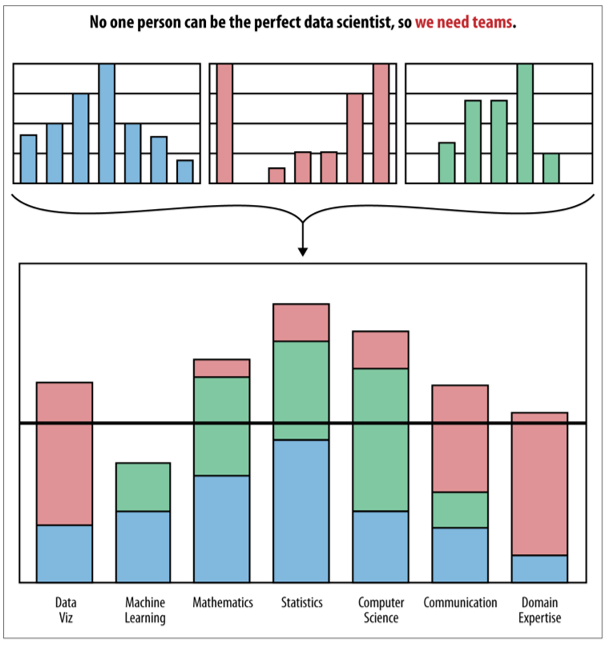 No one person can be the perfect data scientist, so we need teams.
Data
Viz
Machine
Learning
Mathematics
Statistics
Computer
Science
Communication
Domain
Expertise